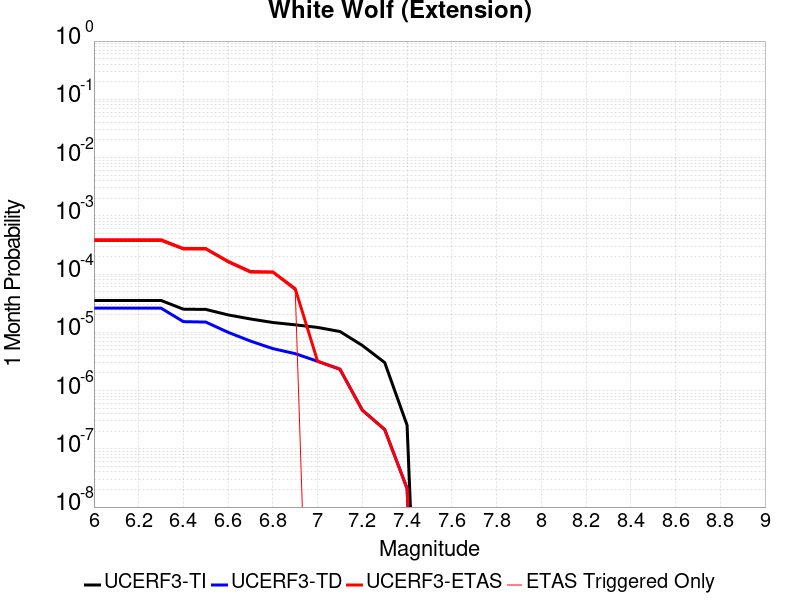 White Wolf (Extension)
1 Month Probability
10^0
10^-1
10^-2
10^-3
10^-4
10^-5
10^-6
10^-7
10^-8
6 6.2 6.4 6.6 6.8 7 7.2 7.4 7.6 7.8 8 8.2 8.4 8.6 8.8 9
Magnitude
UCERF3-TI UCERF3-TD UCERF3-ETAS ETAS Triggered Only